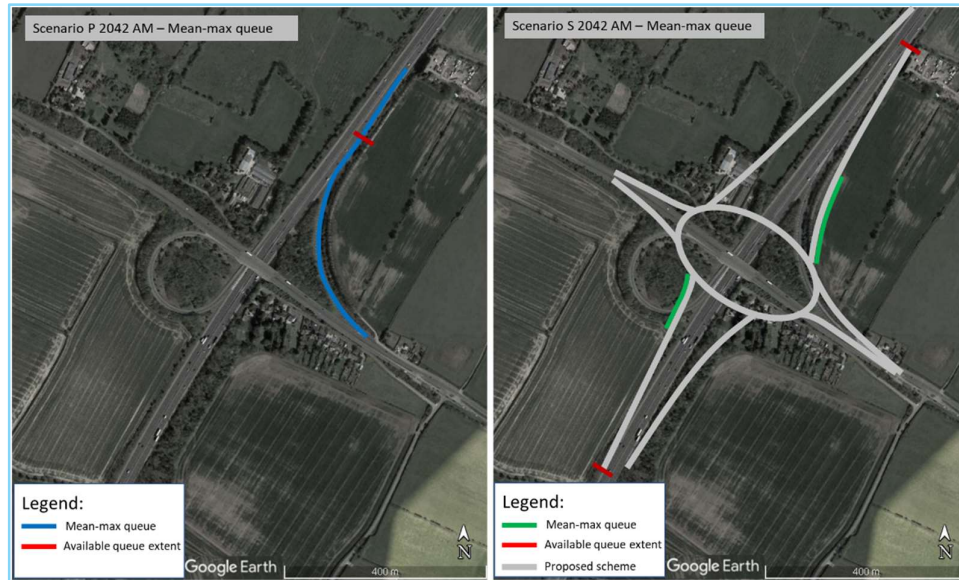 Scenario P 2042 AM – Mean-max queue
Legend:
Mean-max queue
Available queue extent
Google Earth
400 m
N
Scenario S 2042 AM – Mean-max queue
Legend:
Mean-max queue
Available queue extent
Proposed scheme
Google Earth
400 m
N